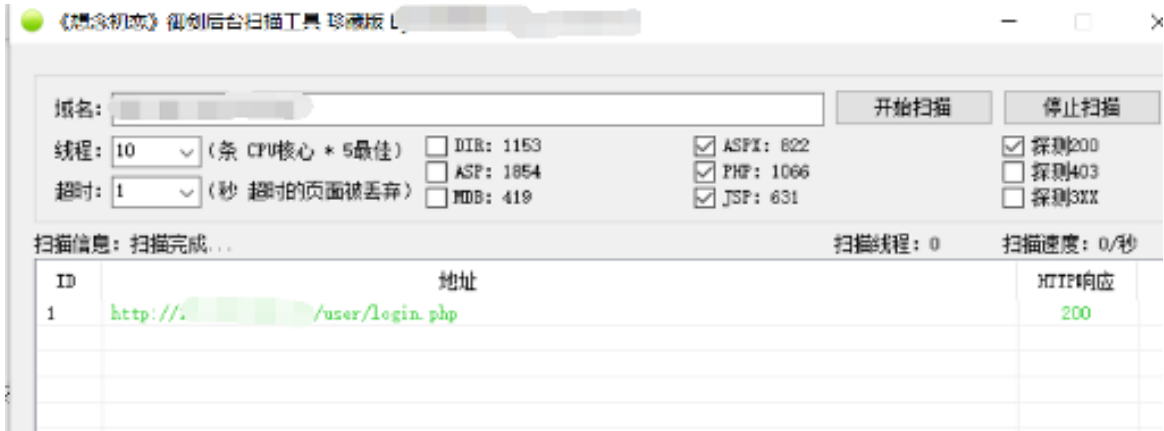 《想念初恋》御剑后台扫描工具 珍藏版
域名: 开始扫描 停止扫描
线程: 10 (条 CPU核心 * 5最佳) DIR: 1153 ASPX: 822 探测200
ASP: 1854 PHP: 1066 探测403
超时: 1 (秒 超时的页面被丢弃) MDB: 419 JSP: 631 探测3XX
扫描信息: 扫描完成... 扫描线程: 0 扫描速度: 0/秒
ID 地址 HTTP响应
1 http:// /user/login.php 200